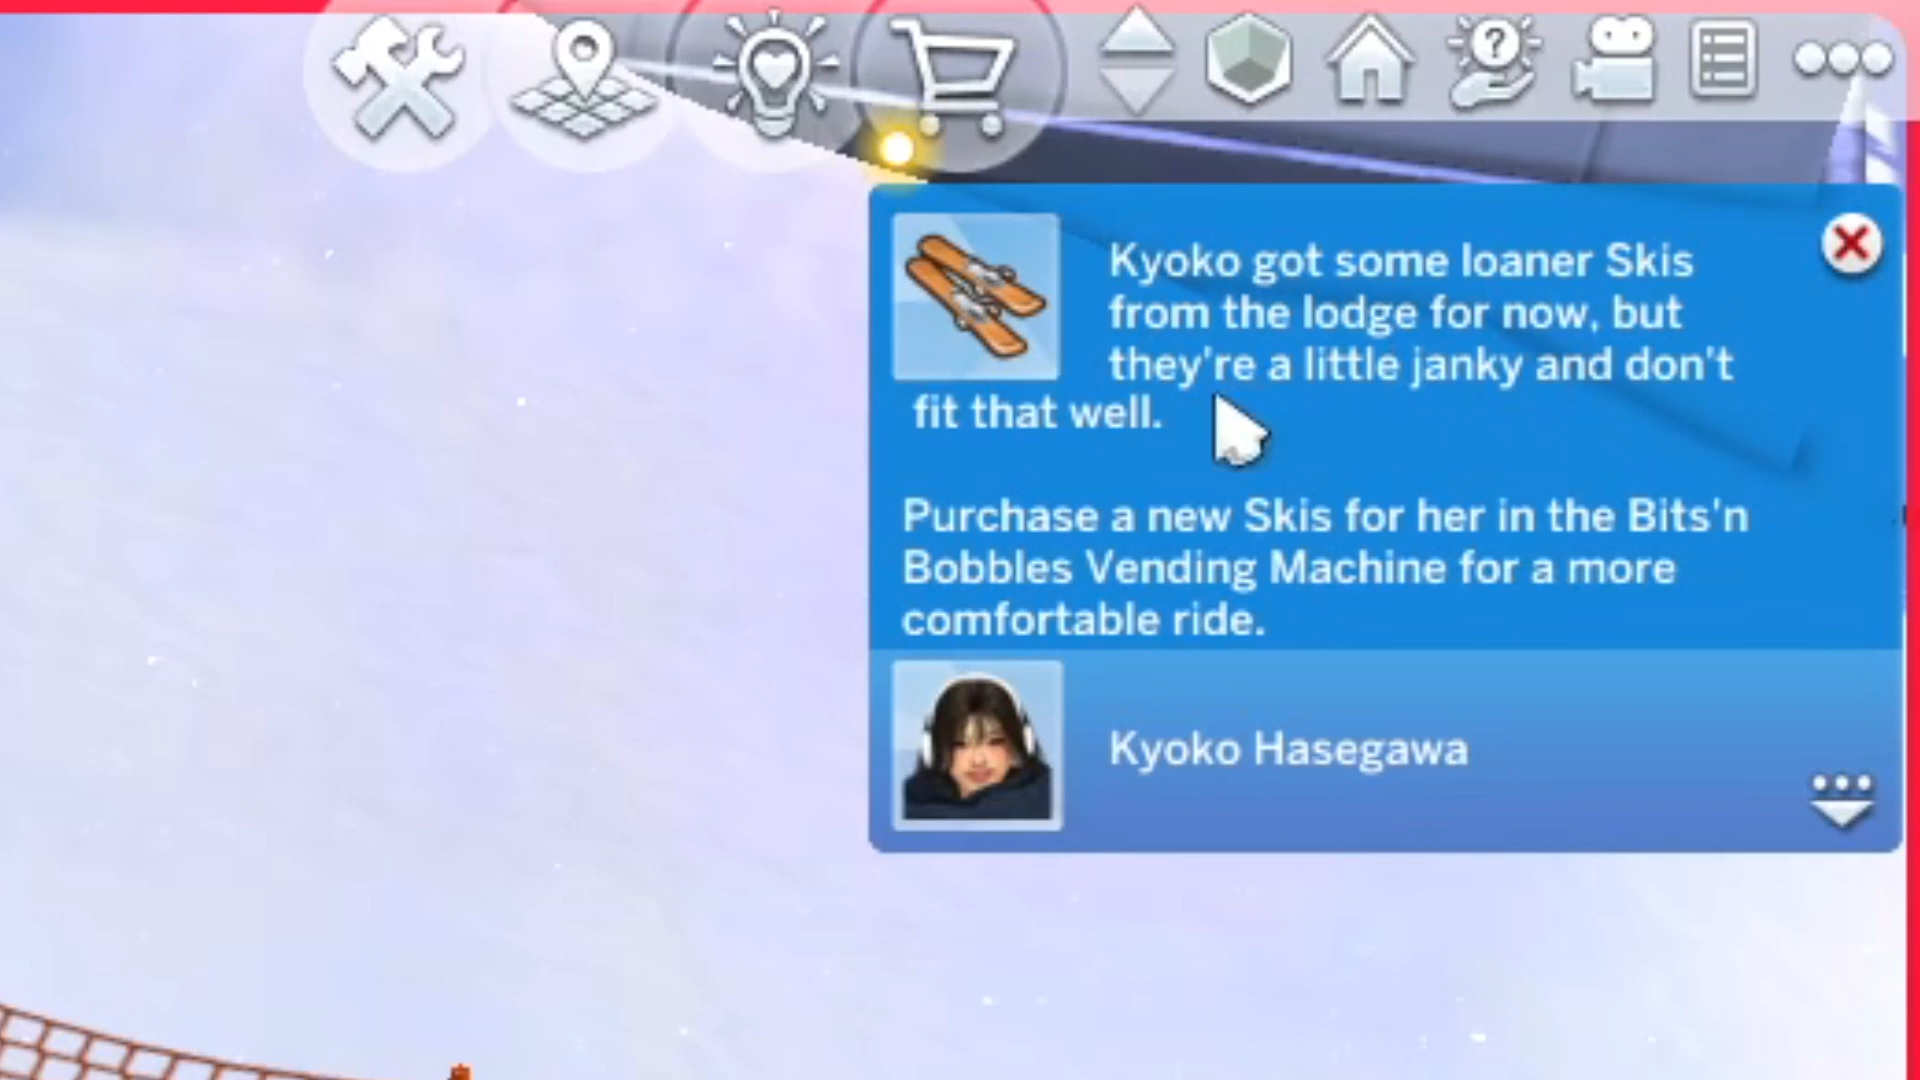 Kyoko got some loaner Skis
from the lodge for now, but
they're a little janky and don't
fit that well.
Purchase a new Skis for her in the Bits'n
Bobbles Vending Machine for a more
comfortable ride.
Kyoko Hasegawa